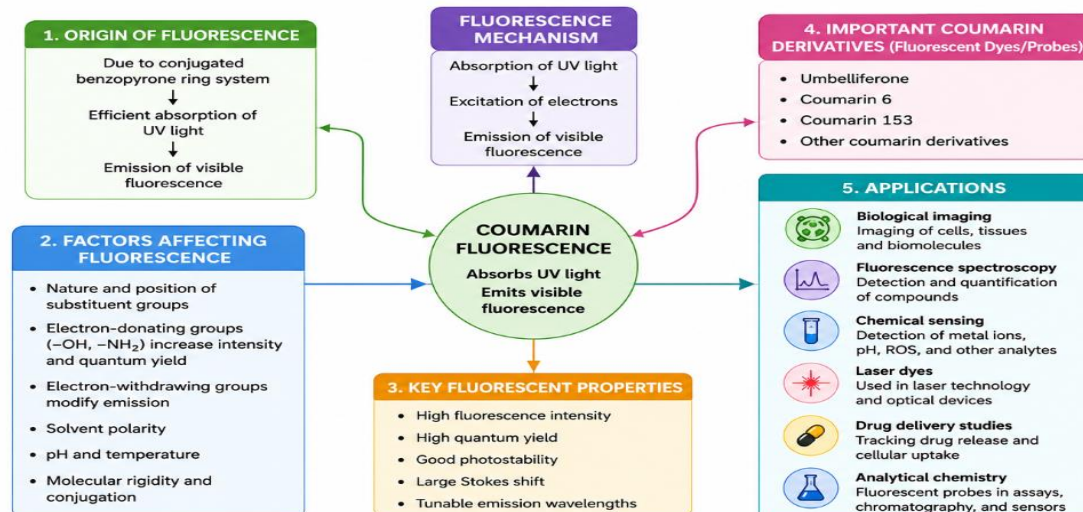 1. ORIGIN OF FLUORESCENCE
Due to conjugated
benzopyrone ring system
Efficient absorption of
UV light
Emission of visible
fluorescence
FLUORESCENCE
MECHANISM
Absorption of UV light
Excitation of electrons
Emission of visible
fluorescence
4. IMPORTANT COUMARIN
DERIVATIVES (Fluorescent Dyes/Probes)
• Umbelliferone
• Coumarin 6
• Coumarin 153
• Other coumarin derivatives
2. FACTORS AFFECTING
FLUORESCENCE
• Nature and position of
substituent groups
• Electron-donating groups
(–OH, –NH₂) increase intensity
and quantum yield
• Electron-withdrawing groups
modify emission
• Solvent polarity
• pH and temperature
• Molecular rigidity and
conjugation
COUMARIN
FLUORESCENCE
Absorbs UV light
Emits visible
fluorescence
3. KEY FLUORESCENT PROPERTIES
• High fluorescence intensity
• High quantum yield
• Good photostability
• Large Stokes shift
• Tunable emission wavelengths
5. APPLICATIONS
Biological imaging
Imaging of cells, tissues
and biomolecules
Fluorescence spectroscopy
Detection and quantification
of compounds
Chemical sensing
Detection of metal ions,
pH, ROS, and other analytes
Laser dyes
Used in laser technology
and optical devices
Drug delivery studies
Tracking drug release and
cellular uptake
Analytical chemistry
Fluorescent probes in assays,
chromatography, and sensors